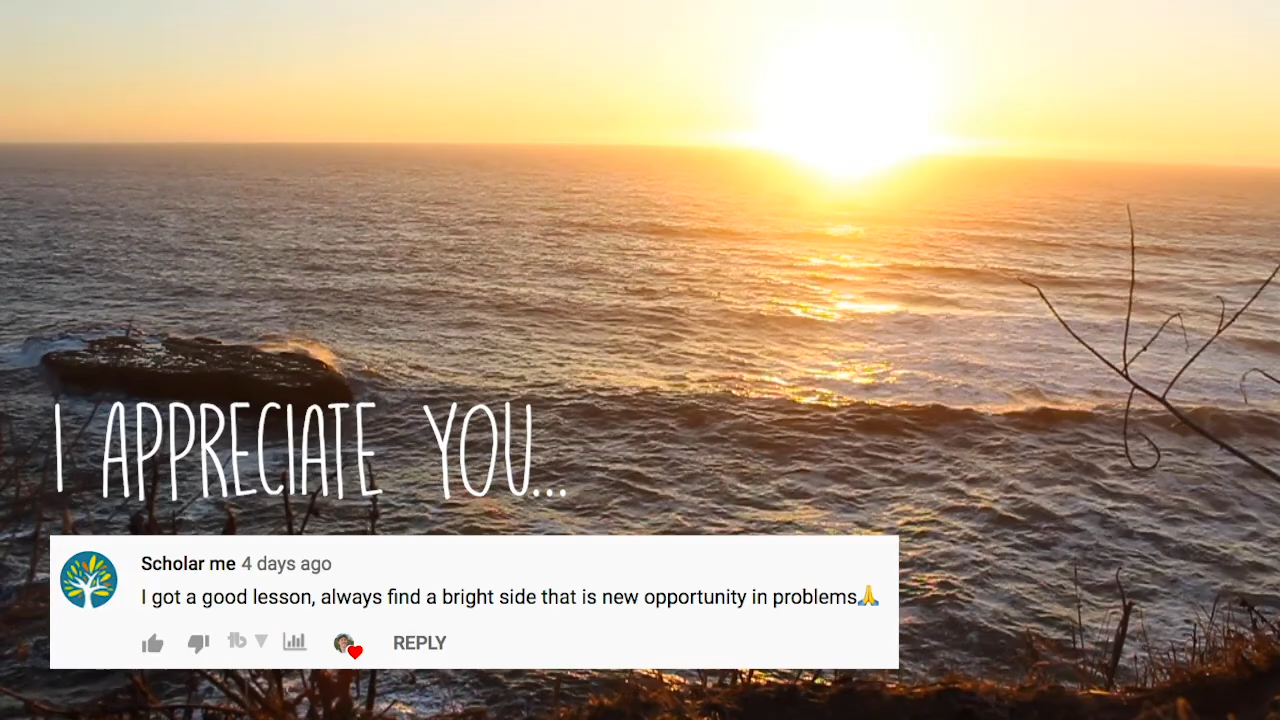 I APPRECIATE YOU...
Scholar me 4 days ago
I got a good lesson, always find a bright side that is new opportunity in problems🙏
tb
REPLY